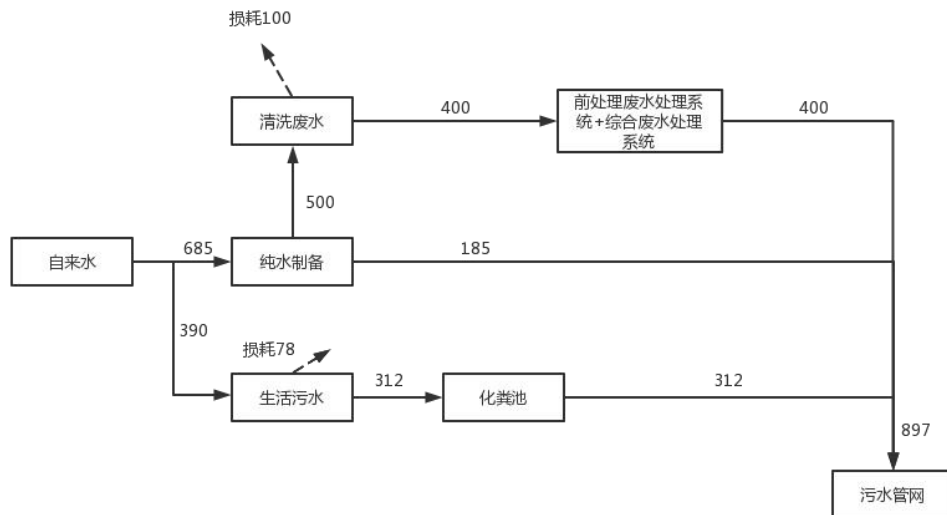 损耗100
清洗废水
400
前处理废水处理系
统+综合废水处理
系统
400
500
自来水
685
纯水制备
185
390
损耗78
生活污水
312
化粪池
312
897
污水管网